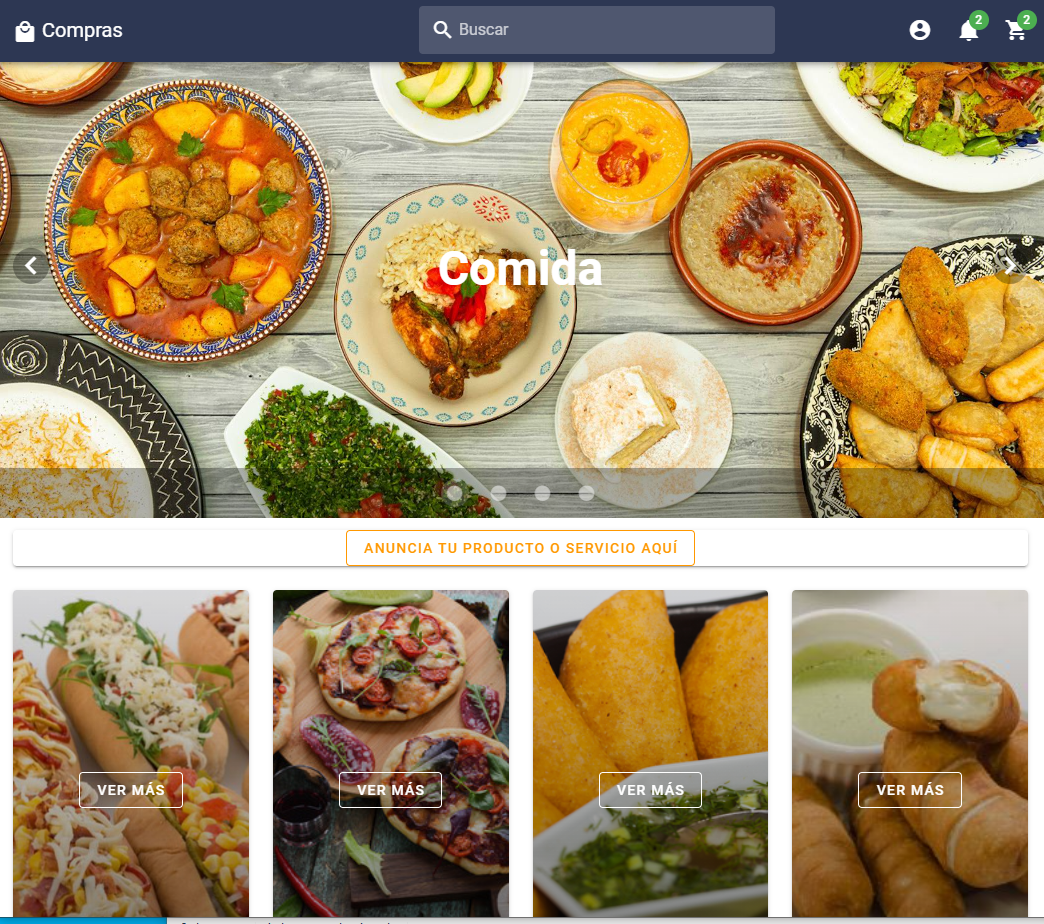 Compras
Buscar
2
2
Comida
ANUNCIA TU PRODUCTO O SERVICIO AQUÍ
VER MÁS
VER MÁS
VER MÁS
VER MÁS